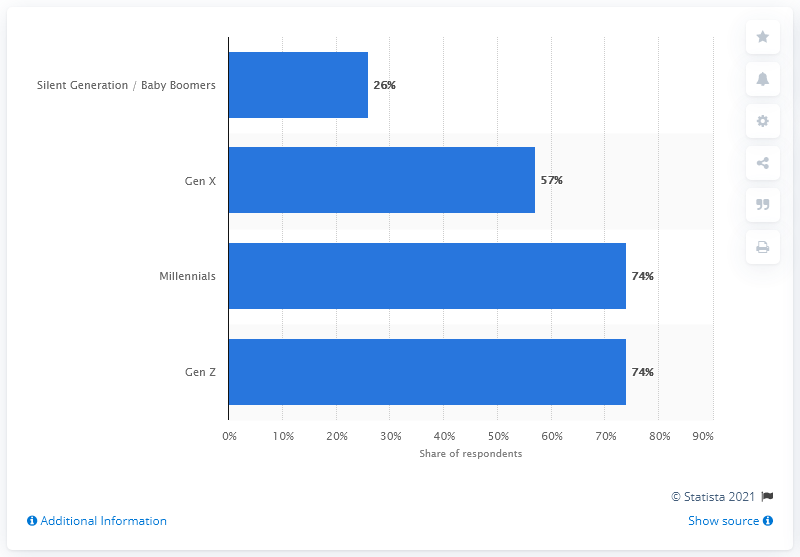 Silent Generation / Baby Boomers
26%
Gen X
57%
Millennials
74%
Gen Z
74%
0% 10% 20% 30% 40% 50% 60% 70% 80% 90%
Share of respondents
© Statista 2021
Additional Information
Show source